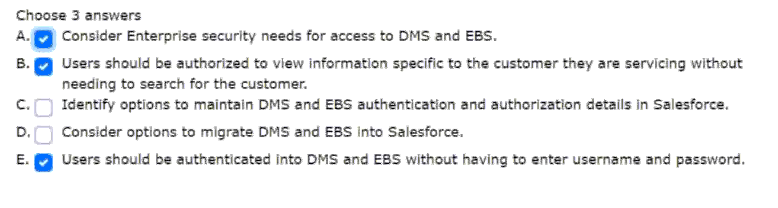 Choose 3 answers
A. Consider Enterprise security needs for access to DMS and EBS.
B. Users should be authorized to view information specific to the customer they are servicing without
needing to search for the customer.
C. Identify options to maintain DMS and EBS authentication and authorization details in Salesforce.
D. Consider options to migrate DMS and EBS into Salesforce.
E. Users should be authenticated into DMS and EBS without having to enter username and password.